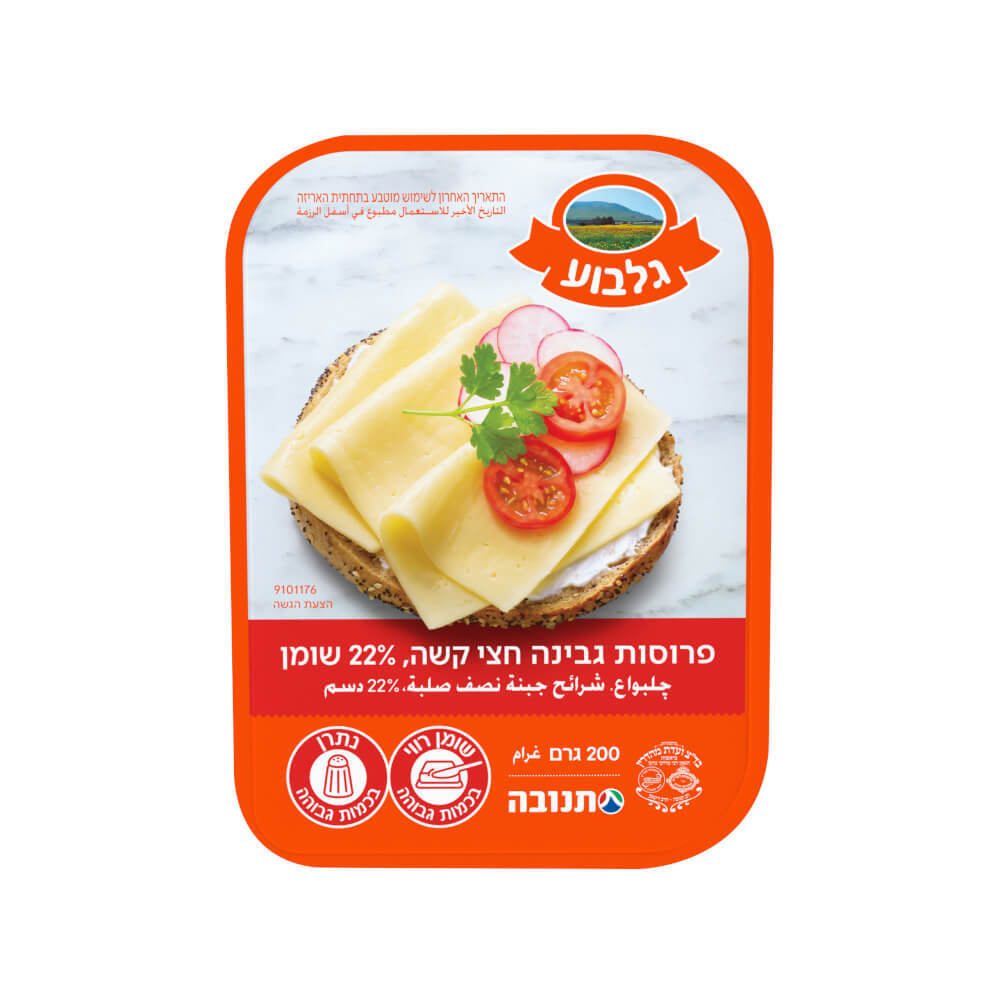 התאריך האחרון לשימוש מוטבע בתחתית האריזה
التاريخ الأخير للاستعمال مطبوع في أسفل الرزمة
גלבוע
9101176
הצעת הגשה
פרוסות גבינה חצי קשה, 22% שומן
چلبواع. شرائح جبنة نصف صلبة، 22% دسم
נתרן
בכמות גבוהה
שומן רווי
בכמות גבוהה
200 גרם غرام
תנובה